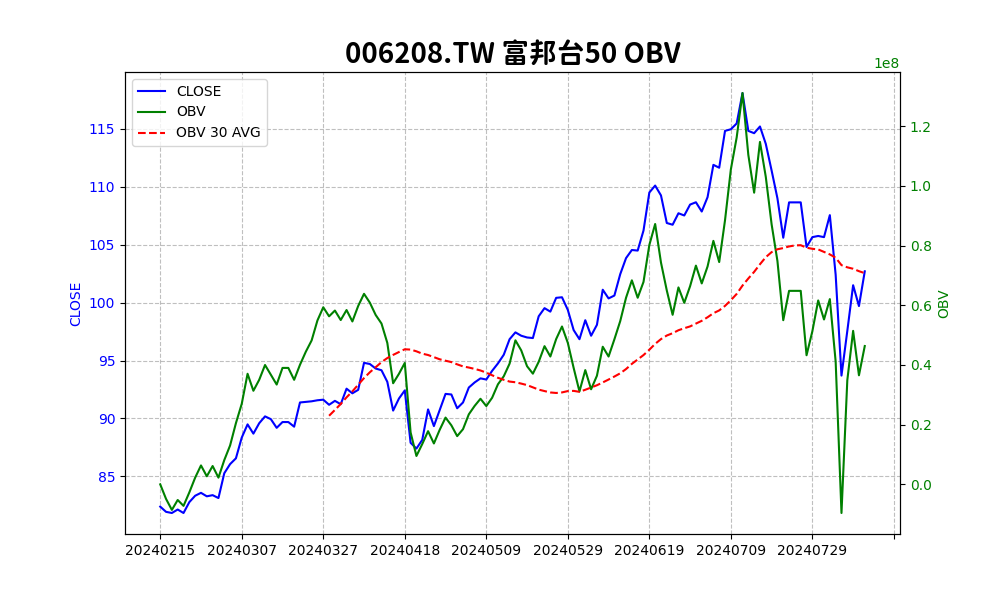 006208.TW 富邦台50 OBV
1e8
CLOSE
OBV
OBV 30 AVG
115
110
105
100
95
90
85
CLOSE
1.2
1.0
0.8
0.6
0.4
0.2
0.0
OBV
20240215 20240307 20240327 20240418 20240509 20240529 20240619 20240709 20240729